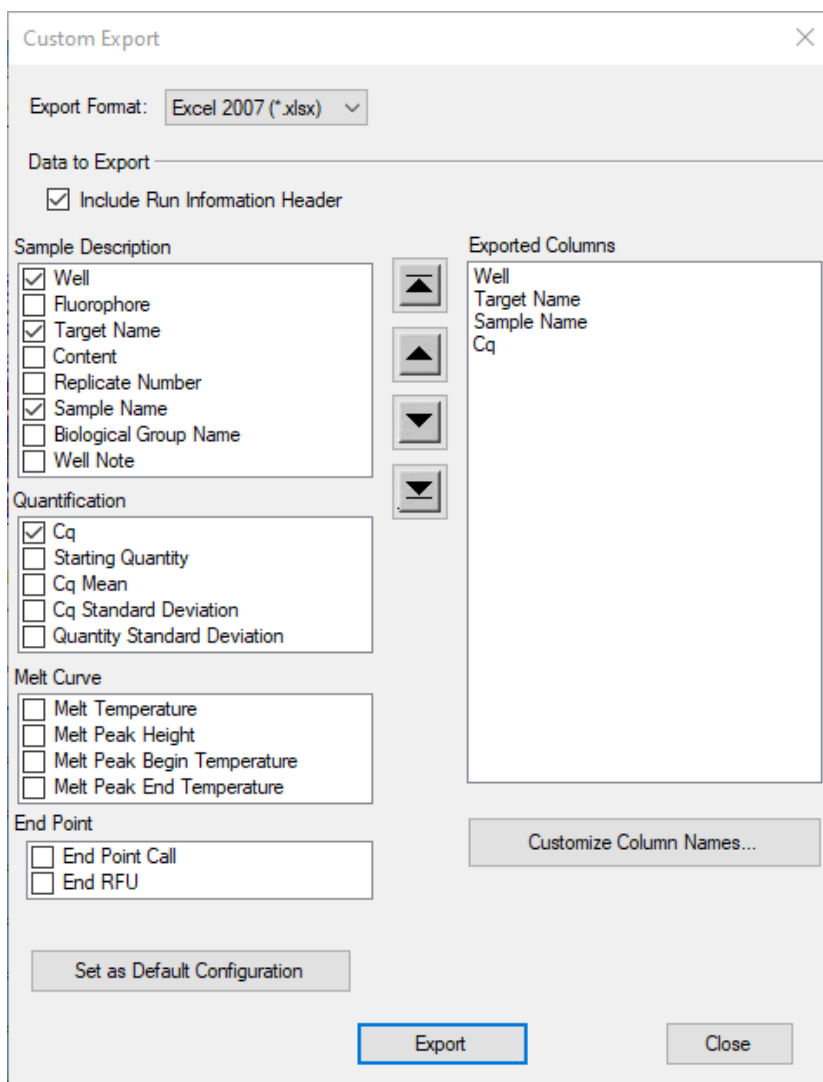 Custom Export
Export Format: Excel 2007 (*.xlsx)
Data to Export
Include Run Information Header
Sample Description
Well
Fluorophore
Target Name
Content
Replicate Number
Sample Name
Biological Group Name
Well Note
Quantification
Cq
Starting Quantity
Cq Mean
Cq Standard Deviation
Quantity Standard Deviation
Melt Curve
Melt Temperature
Melt Peak Height
Melt Peak Begin Temperature
Melt Peak End Temperature
End Point
End Point Call
End RFU
Exported Columns
Well
Target Name
Sample Name
Cq
Customize Column Names...
Set as Default Configuration
Export
Close